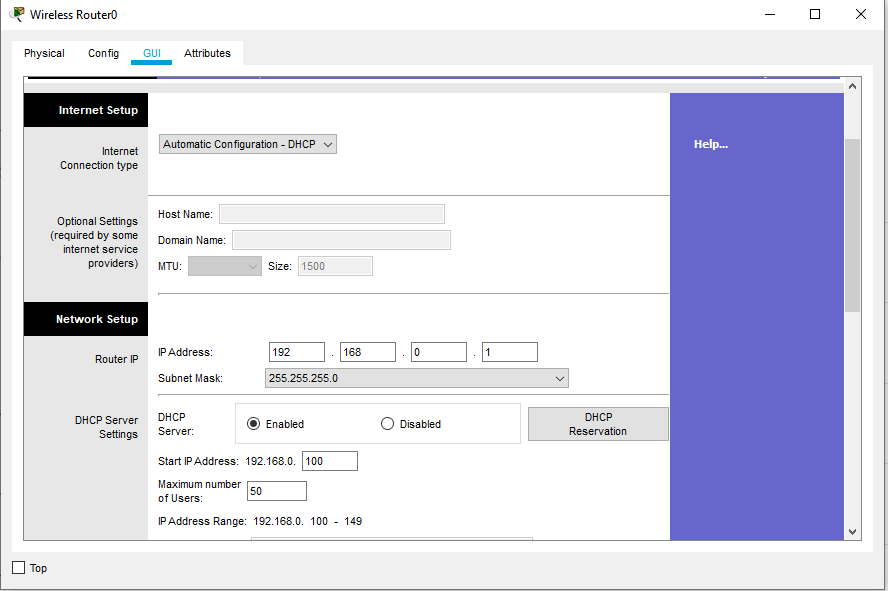 Wireless Router0
Physical Config GUI Attributes
Internet Setup
Internet
Connection type
Automatic Configuration - DHCP
Help...
Optional Settings
(required by some
internet service
providers)
Host Name:
Domain Name:
MTU: Size: 1500
Network Setup
Router IP
IP Address: 192 . 168 . 0 . 1
Subnet Mask: 255.255.255.0
DHCP Server
Settings
DHCP
Server:
Enabled Disabled
DHCP
Reservation
Start IP Address: 192.168.0. 100
Maximum number
of Users:
50
IP Address Range: 192.168.0. 100 - 149
Top